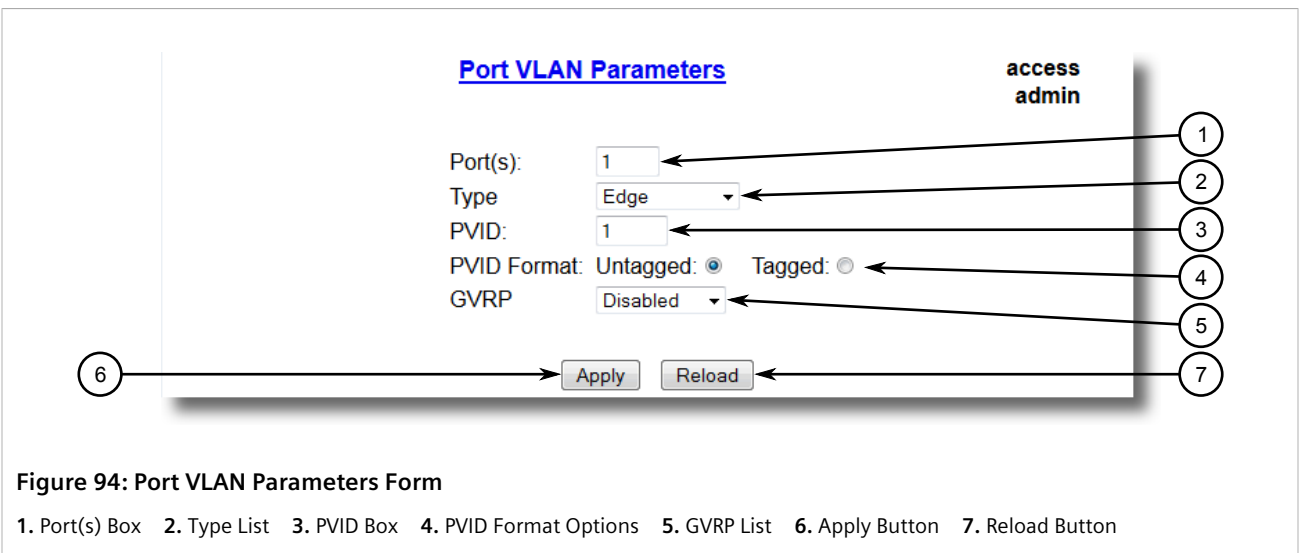 Port VLAN Parameters
access
admin
Port(s): 1
Type Edge
PVID: 1
PVID Format: Untagged: Tagged:
GVRP Disabled
Apply Reload
1
2
3
4
5
6
7
Figure 94: Port VLAN Parameters Form
1. Port(s) Box 2. Type List 3. PVID Box 4. PVID Format Options 5. GVRP List 6. Apply Button 7. Reload Button